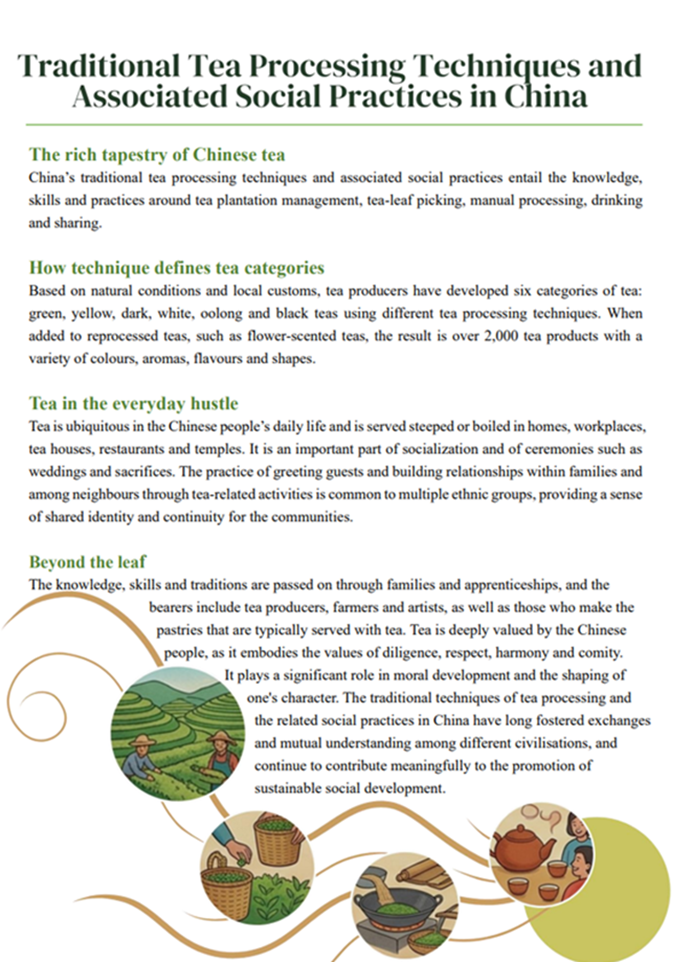 Traditional Tea Processing Techniques and
Associated Social Practices in China
The rich tapestry of Chinese tea
China's traditional tea processing techniques and associated social practices entail the knowledge,
skills and practices around tea plantation management, tea-leaf picking, manual processing, drinking
and sharing.
How technique defines tea categories
Based on natural conditions and local customs, tea producers have developed six categories of tea:
green, yellow, dark, white, oolong and black teas using different tea processing techniques. When
added to reprocessed teas, such as flower-scented teas, the result is over 2,000 tea products with a
variety of colours, aromas, flavours and shapes.
Tea in the everyday hustle
Tea is ubiquitous in the Chinese people's daily life and is served steeped or boiled in homes, workplaces,
tea houses, restaurants and temples. It is an important part of socialization and of ceremonies such as
weddings and sacrifices. The practice of greeting guests and building relationships within families and
among neighbours through tea-related activities is common to multiple ethnic groups, providing a sense
of shared identity and continuity for the communities.
Beyond the leaf
The knowledge, skills and traditions are passed on through families and apprenticeships, and the
bearers include tea producers, farmers and artists, as well as those who make the
pastries that are typically served with tea. Tea is deeply valued by the Chinese
people, as it embodies the values of diligence, respect, harmony and comity.
It plays a significant role in moral development and the shaping of
one's character. The traditional techniques of tea processing and
the related social practices in China have long fostered exchanges
and mutual understanding among different civilisations, and
continue to contribute meaningfully to the promotion of
sustainable social development.